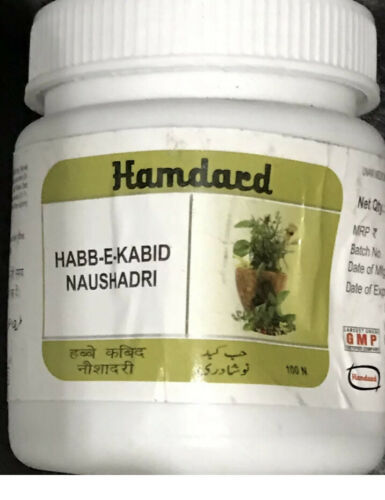 Hamdard
HABB-E-KABID
NAUSHADRI
हब्बे कबिद
नौशादरी
حب کبد
نوشادری
100 N
Net Qty
MRP ₹
Batch No
Date of Mfg
Date of Exp
GMP
Hamdard